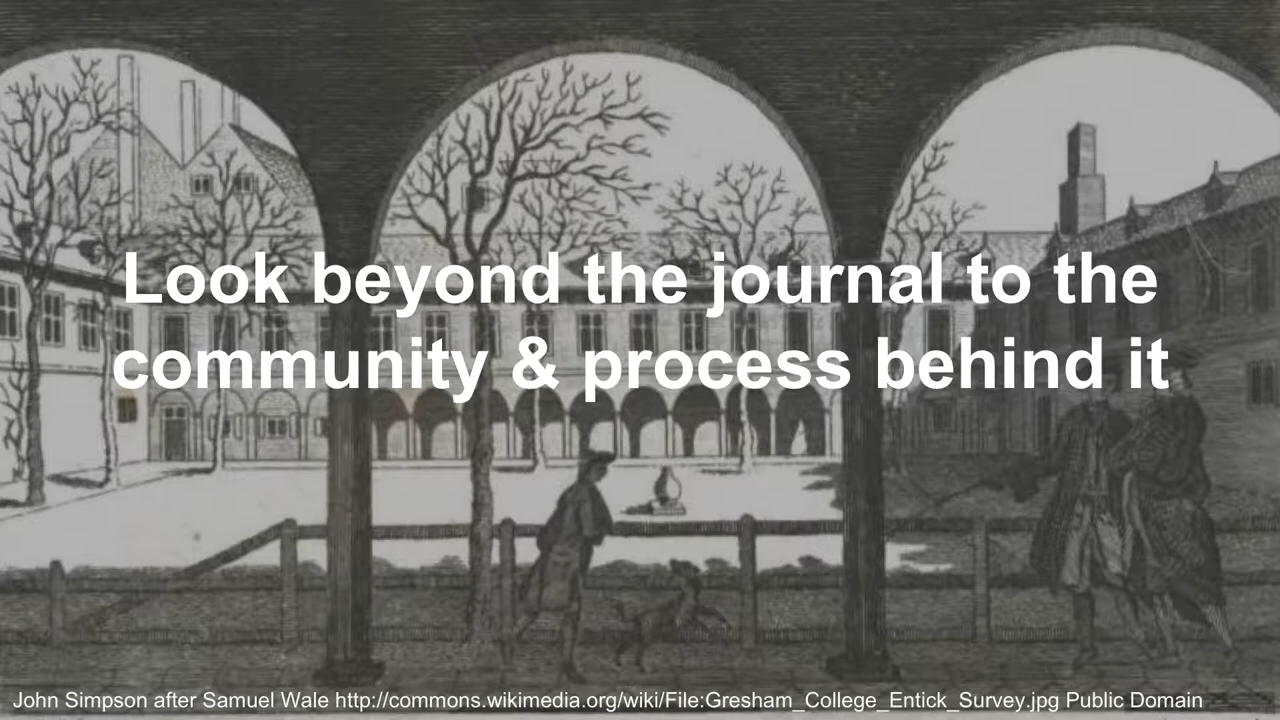 Look beyond the journal to the
community & process behind it
John Simpson after Samuel Wale http://commons.wikimedia.org/wiki/File:Gresham_College_Entick_Survey.jpg Public Domain